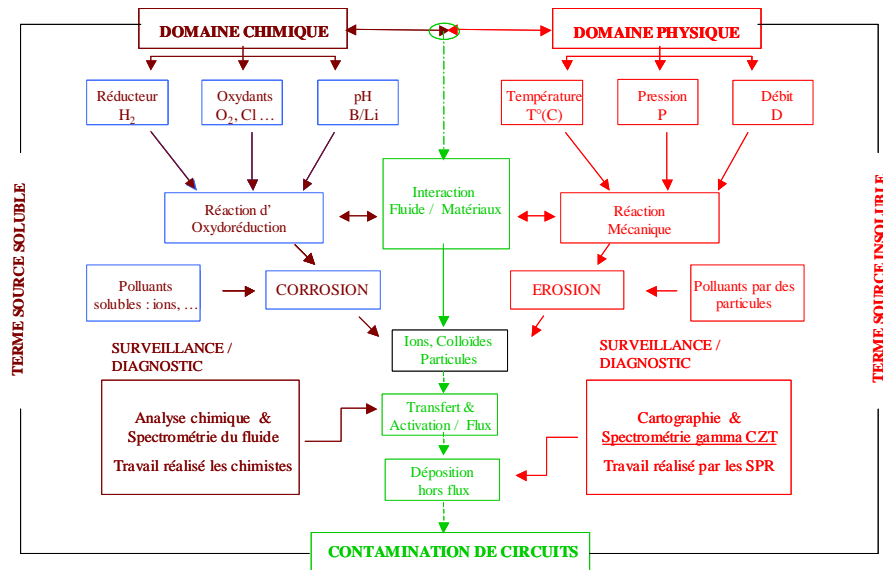 DOMAINE CHIMIQUE
DOMAINE PHYSIQUE
Réducteur
H2
Oxydants
O2, Cl …
pH
B/Li
Température
T°(C)
Pression
P
Débit
D
TERME SOURCE SOLUBLE
TERME SOURCE INSOLUBLE
Réaction d’
Oxydoréduction
Interaction
Fluide / Matériaux
Réaction
Mécanique
Polluants
solubles : ions, …
CORROSION
EROSION
Polluants par des
particules
Ions, Colloïdes
Particules
SURVEILLANCE /
DIAGNOSTIC
SURVEILLANCE /
DIAGNOSTIC
Analyse chimique &
Spectrométrie du fluide
Travail réalisé les chimistes
Transfert &
Activation / Flux
Cartographie &
Spectrométrie gamma CZT
Travail réalisé par les SPR
Déposition
hors flux
CONTAMINATION DE CIRCUITS